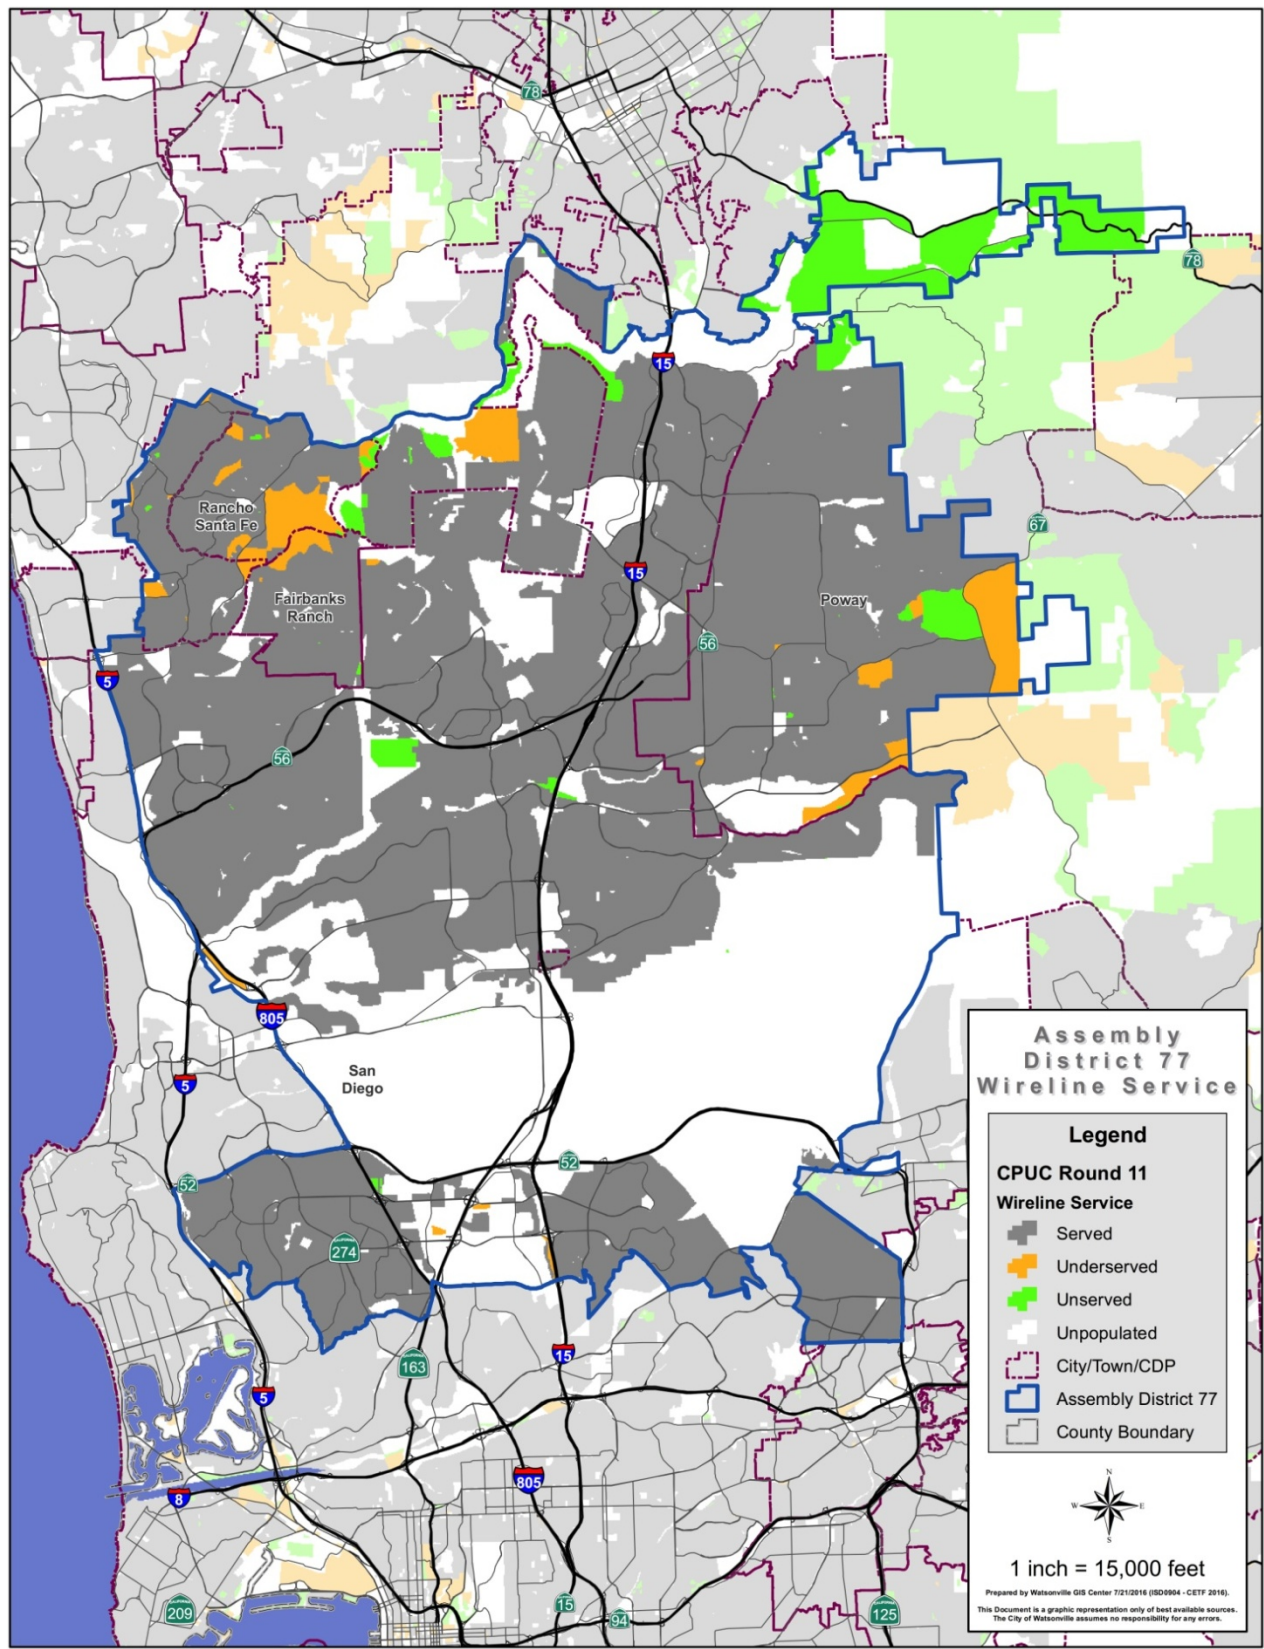 78
78
15
Rancho
Santa Fe
67
15
Fairbanks
Ranch
Poway
56
5
56
805
San
Diego
5
52
52
274
15
163
5
805
8
209
15
94
125
Assembly
District 77
Wireline Service
Legend
CPUC Round 11
Wireline Service
Served
Underserved
Unserved
Unpopulated
City/Town/CDP
Assembly District 77
County Boundary
N
W E
S
1 inch = 15,000 feet
Prepared by Watsonville GIS Center 7/21/2016 (ISD0904 - CETF 2016).
This Document is a graphic representation only of best available sources.
The City of Watsonville assumes no responsibility for any errors.